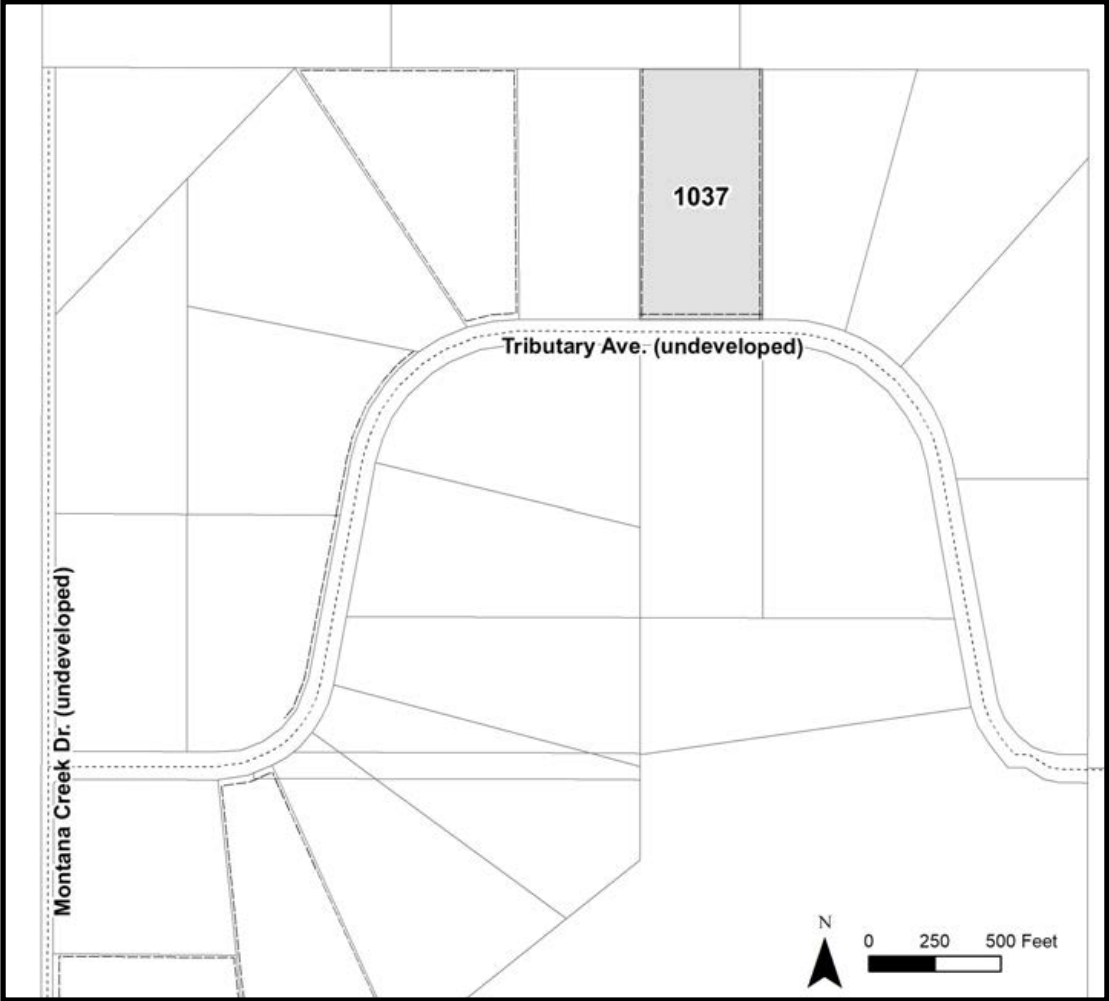 1037
Tributary Ave. (undeveloped)
Montana Creek Dr. (undeveloped)
N
0 250 500 Feet